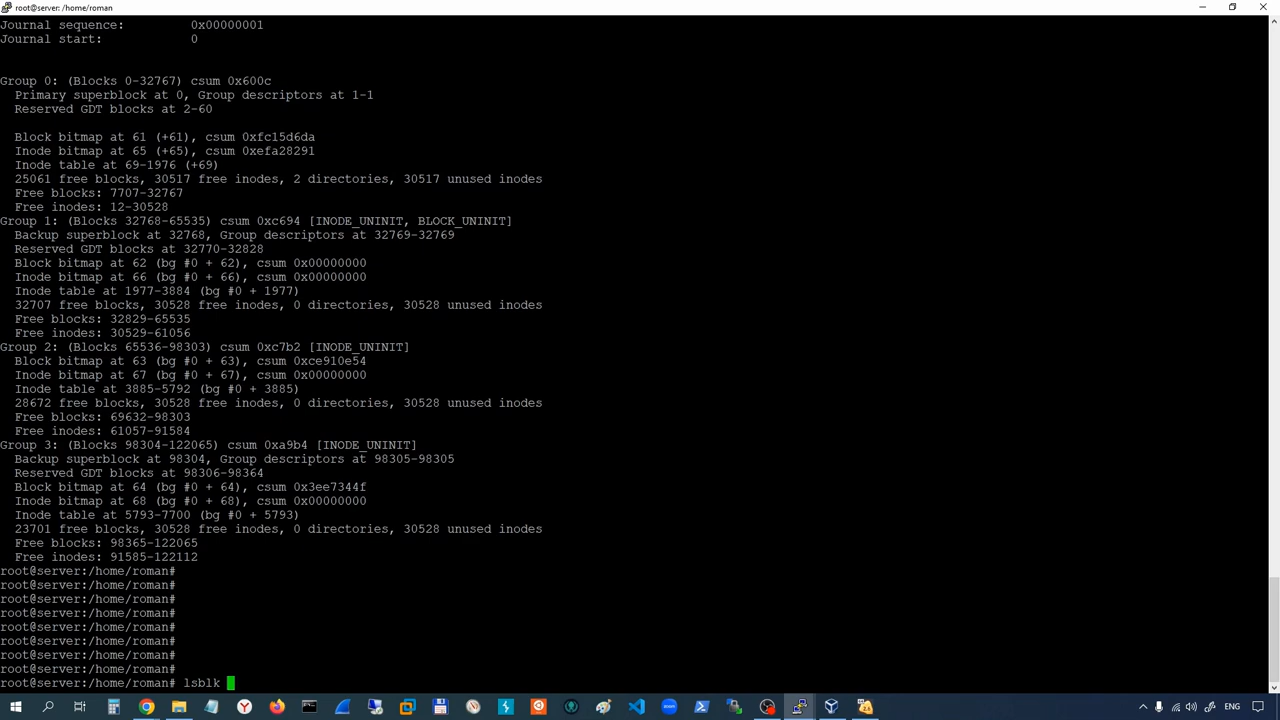 root@server: /home/roman
Journal sequence:         0x00000001
Journal start:            0
Group 0: (Blocks 0-32767) csum 0x600c
  Primary superblock at 0, Group descriptors at 1-1
  Reserved GDT blocks at 2-60
  Block bitmap at 61 (+61), csum 0xfc15d6da
  Inode bitmap at 65 (+65), csum 0xefa28291
  Inode table at 69-1976 (+69)
  25061 free blocks, 30517 free inodes, 2 directories, 30517 unused inodes
  Free blocks: 7707-32767
  Free inodes: 12-30528
Group 1: (Blocks 32768-65535) csum 0xc694 [INODE_UNINIT, BLOCK_UNINIT]
  Backup superblock at 32768, Group descriptors at 32769-32769
  Reserved GDT blocks at 32770-32828
  Block bitmap at 62 (bg #0 + 62), csum 0x00000000
  Inode bitmap at 66 (bg #0 + 66), csum 0x00000000
  Inode table at 1977-3884 (bg #0 + 1977)
  32707 free blocks, 30528 free inodes, 0 directories, 30528 unused inodes
  Free blocks: 32829-65535
  Free inodes: 30529-61056
Group 2: (Blocks 65536-98303) csum 0xc7b2 [INODE_UNINIT]
  Block bitmap at 63 (bg #0 + 63), csum 0xce910e54
  Inode bitmap at 67 (bg #0 + 67), csum 0x00000000
  Inode table at 3885-5792 (bg #0 + 3885)
  28672 free blocks, 30528 free inodes, 0 directories, 30528 unused inodes
  Free blocks: 69632-98303
  Free inodes: 61057-91584
Group 3: (Blocks 98304-122065) csum 0xa9b4 [INODE_UNINIT]
  Backup superblock at 98304, Group descriptors at 98305-98305
  Reserved GDT blocks at 98306-98364
  Block bitmap at 64 (bg #0 + 64), csum 0x3ee7344f
  Inode bitmap at 68 (bg #0 + 68), csum 0x00000000
  Inode table at 5793-7700 (bg #0 + 5793)
  23701 free blocks, 30528 free inodes, 0 directories, 30528 unused inodes
  Free blocks: 98365-122065
  Free inodes: 91585-122112
root@server:/home/roman#
root@server:/home/roman#
root@server:/home/roman#
root@server:/home/roman#
root@server:/home/roman#
root@server:/home/roman#
root@server:/home/roman#
root@server:/home/roman#
root@server:/home/roman# lsblk
ENG